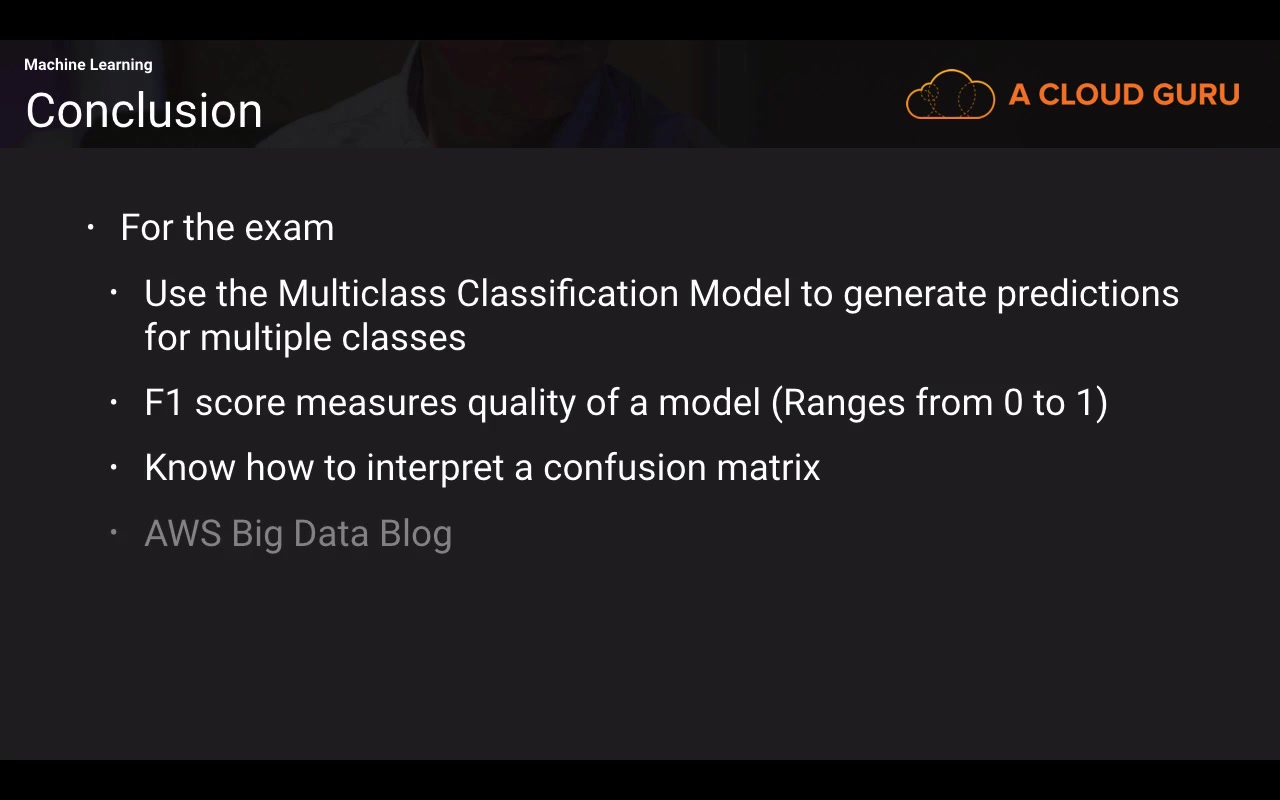 Machine Learning
Conclusion
A CLOUD GURU
• For the exam
• Use the Multiclass Classification Model to generate predictions
for multiple classes
• F1 score measures quality of a model (Ranges from 0 to 1)
• Know how to interpret a confusion matrix
• AWS Big Data Blog